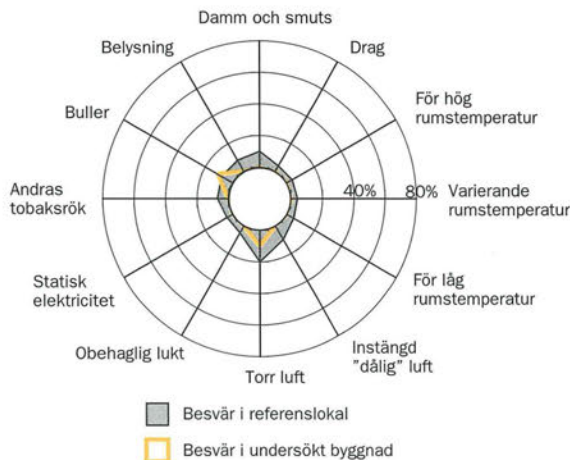 Damm och smuts
Belysning
Drag
Buller
För hög
rumstemperatur
Andras
tobaksrök
40%
80%
Varierande
rumstemperatur
Statisk
elektricitet
För låg
rumstemperatur
Obehaglig lukt
Torr luft
Instängd
"dålig" luft
Besvär i referenslokal
Besvär i undersökt byggnad